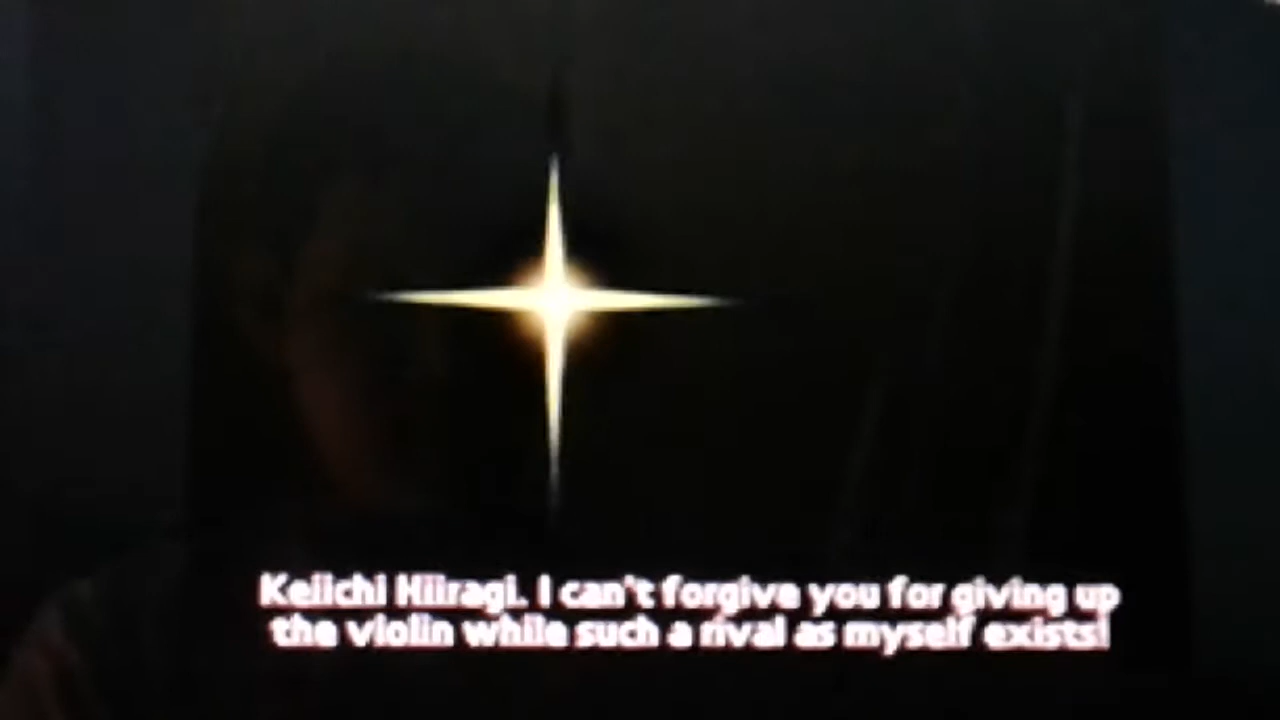 Keiichi Hiiragi. I can't forgive you for giving up
the violin while such a rival as myself exists!